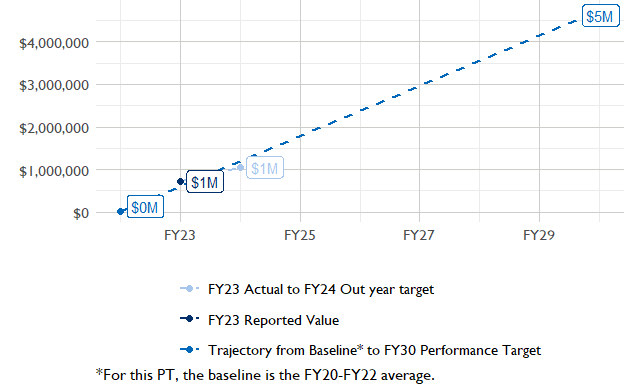 $5M
$4,000,000
$3,000,000
$2,000,000
$1,000,000
$1M
$1M
$0M
$0
FY23 FY25 FY27 FY29
FY23 Actual to FY24 Out year target
FY23 Reported Value
Trajectory from Baseline* to FY30 Performance Target
*For this PT, the baseline is the FY20-FY22 average.